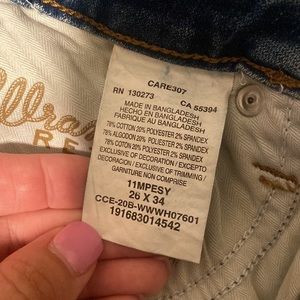 CARE307
RN 130273 CA 55394
MADE IN BANGLADESH
HECHO EN BANGLADESH
FABRIQUE AU BANGLADESH
78% COTTON 20% POLYESTER 2% SPANDEX
78% ALGODON 20% POLIESTER 2% SPANDEX
78% COTON 20% POLYESTER 2% SPANDEX
EXCLUSIVE OF DECORATION / EXCEPTO
DECORACION / EXCLUSIVE OF TRIMMING /
GARNITURE NON COMPRISE
11MPESY
26 X 34
CCE-20B-WWWH07601
191683014542